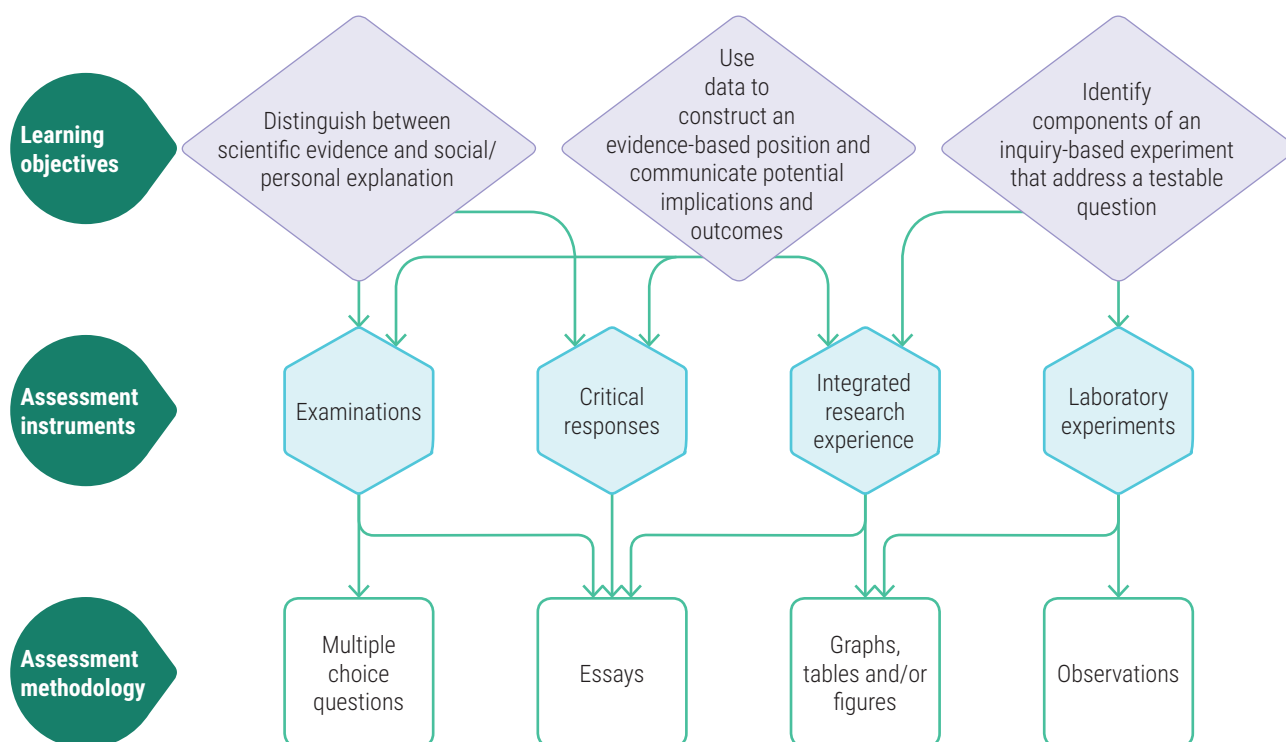 Learning
objectives
Distinguish between
scientific evidence and social/
personal explanation
Use
data to
construct an
evidence-based position and
communicate potential
implications and
outcomes
Identify
components of an
inquiry-based experiment
that address a testable
question
Assessment
instruments
Examinations
Critical
responses
Integrated
research
experience
Laboratory
experiments
Assessment
methodology
Multiple
choice
questions
Essays
Graphs,
tables and/or
figures
Observations